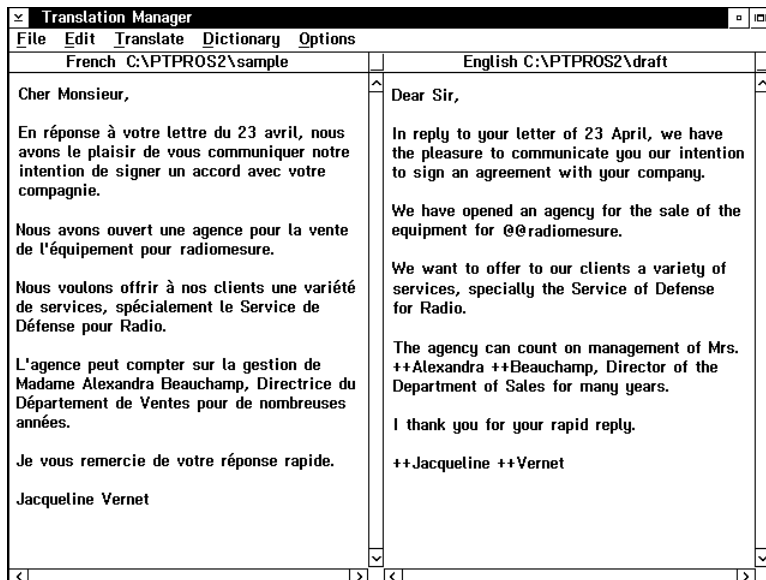 Translation Manager
File Edit Translate Dictionary Options
French C:\PTPROS2\sample
Cher Monsieur,
En réponse à votre lettre du 23 avril, nous
avons le plaisir de vous communiquer notre
intention de signer un accord avec votre
compagnie.
Nous avons ouvert une agence pour la vente
de l'équipement pour radiomesure.
Nous voulons offrir à nos clients une variété
de services, spécialement le Service de
Défense pour Radio.
L'agence peut compter sur la gestion de
Madame Alexandra Beauchamp, Directrice du
Département de Ventes pour de nombreuses
années.
Je vous remercie de votre réponse rapide.
Jacqueline Vernet
English C:\PTPROS2\draft
Dear Sir,
In reply to your letter of 23 April, we have
the pleasure to communicate you our intention
to sign an agreement with your company.
We have opened an agency for the sale of the
equipment for @@radiomesure.
We want to offer to our clients a variety of
services, specially the Service of Defense
for Radio.
The agency can count on management of Mrs.
++Alexandra ++Beauchamp, Director of the
Department of Sales for many years.
I thank you for your rapid reply.
++Jacqueline ++Vernet